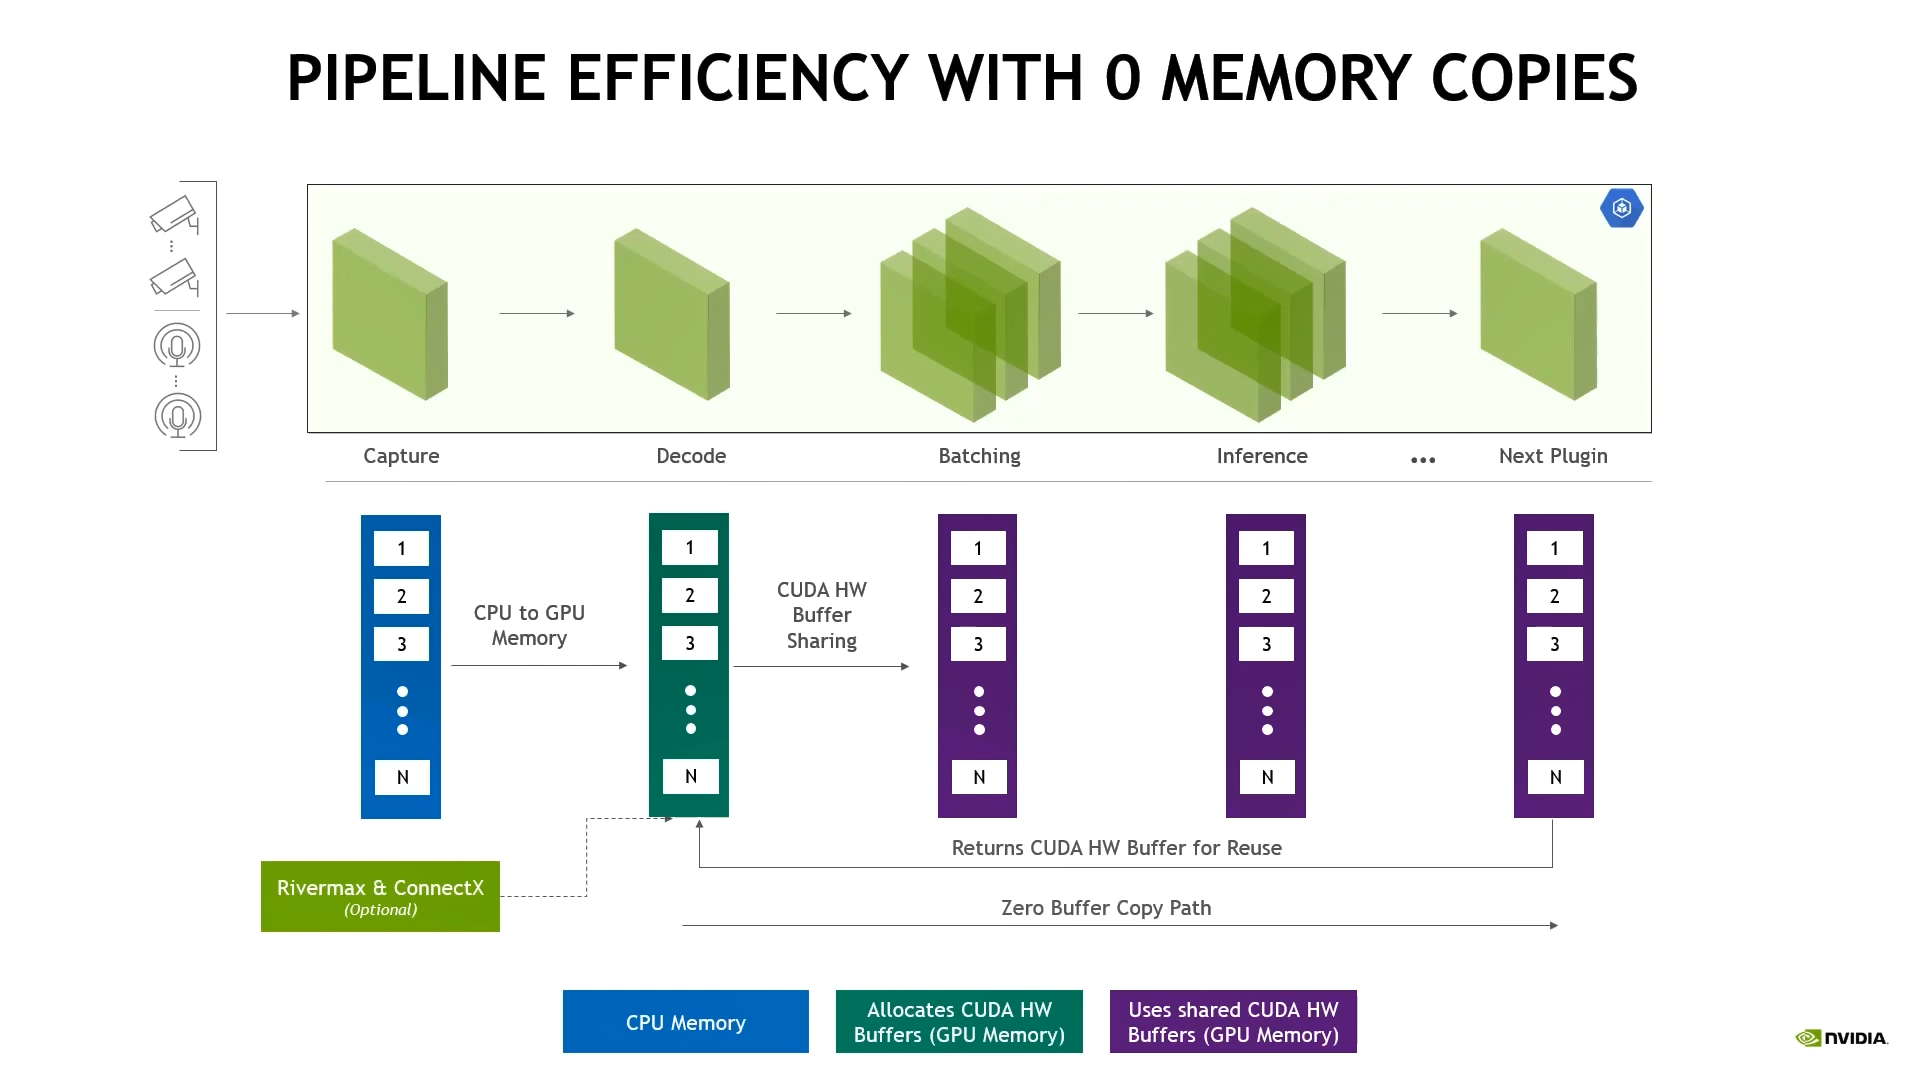 PIPELINE EFFICIENCY WITH 0 MEMORY COPIES
Capture
Decode
Batching
Inference
...
Next Plugin
1
2
3
N
CPU to GPU
Memory
1
2
3
N
CUDA HW
Buffer
Sharing
1
2
3
N
1
2
3
N
1
2
3
N
Returns CUDA HW Buffer for Reuse
Rivermax & ConnectX
(Optional)
Zero Buffer Copy Path
CPU Memory
Allocates CUDA HW
Buffers (GPU Memory)
Uses shared CUDA HW
Buffers (GPU Memory)
NVIDIA.